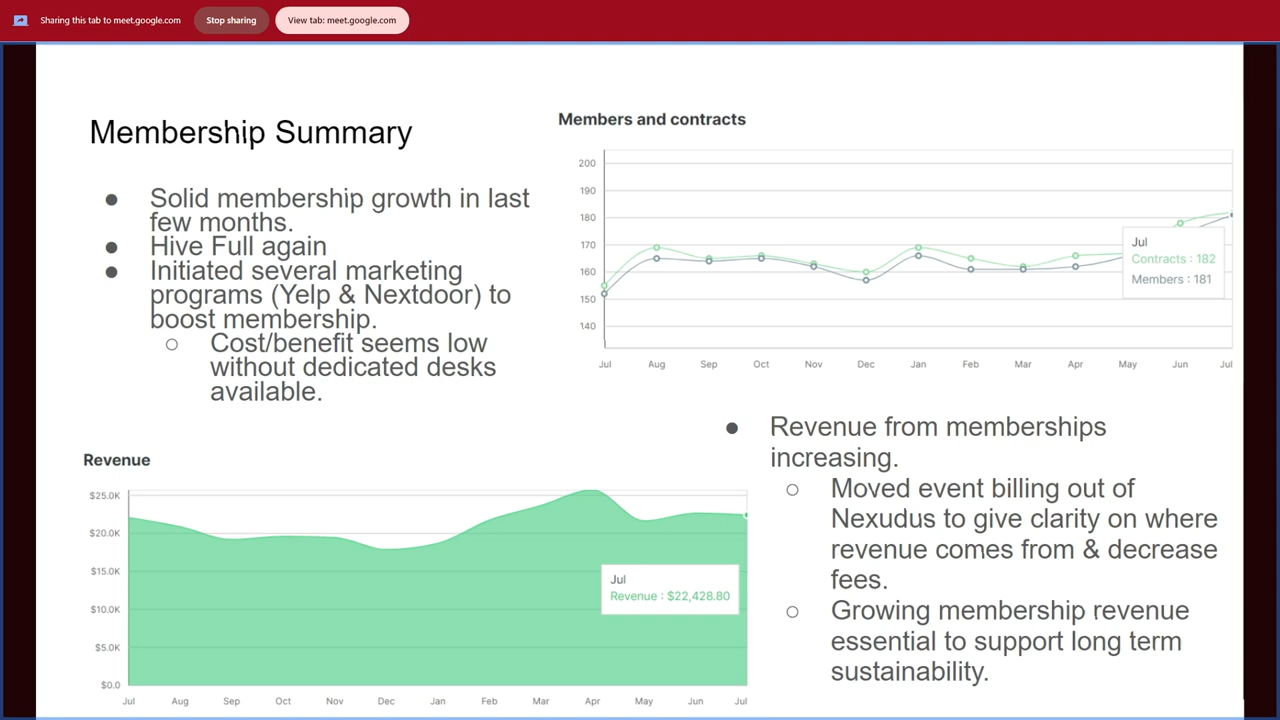 Sharing this tab to meet.google.com
Stop sharing
View tab: meet.google.com
Membership Summary
● Solid membership growth in last
few months.
● Hive Full again
● Initiated several marketing
programs (Yelp & Nextdoor) to
boost membership.
○ Cost/benefit seems low
without dedicated desks
available.
Members and contracts
200
190
180
170
160
150
140
Jul Aug Sep Oct Nov Dec Jan Feb Mar Apr May Jun Jul
Jul
Contracts : 182
Members : 181
Revenue
$25.0K
$20.0K
$15.0K
$10.0K
$5.0K
$0.0
Jul Aug Sep Oct Nov Dec Jan Feb Mar Apr May Jun Jul
Jul
Revenue : $22,428.80
● Revenue from memberships
increasing.
○ Moved event billing out of
Nexudus to give clarity on where
revenue comes from & decrease
fees.
○ Growing membership revenue
essential to support long term
sustainability.